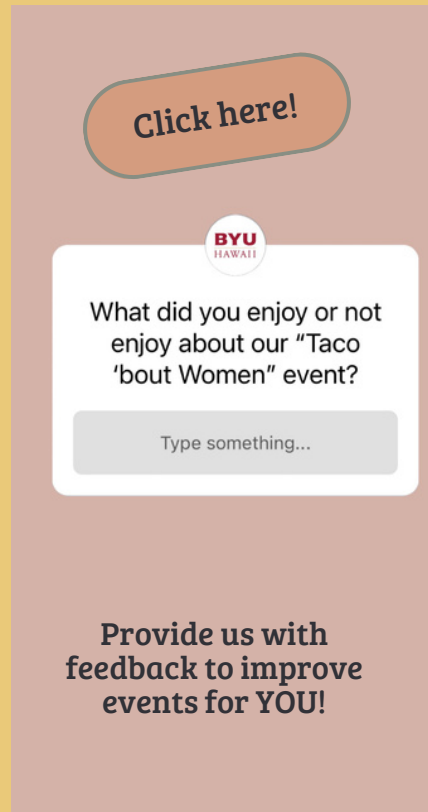 Click here!
BYU
HAWAII
What did you enjoy or not
enjoy about our “Taco
‘bout Women” event?
Type something...
Provide us with
feedback to improve
events for YOU!